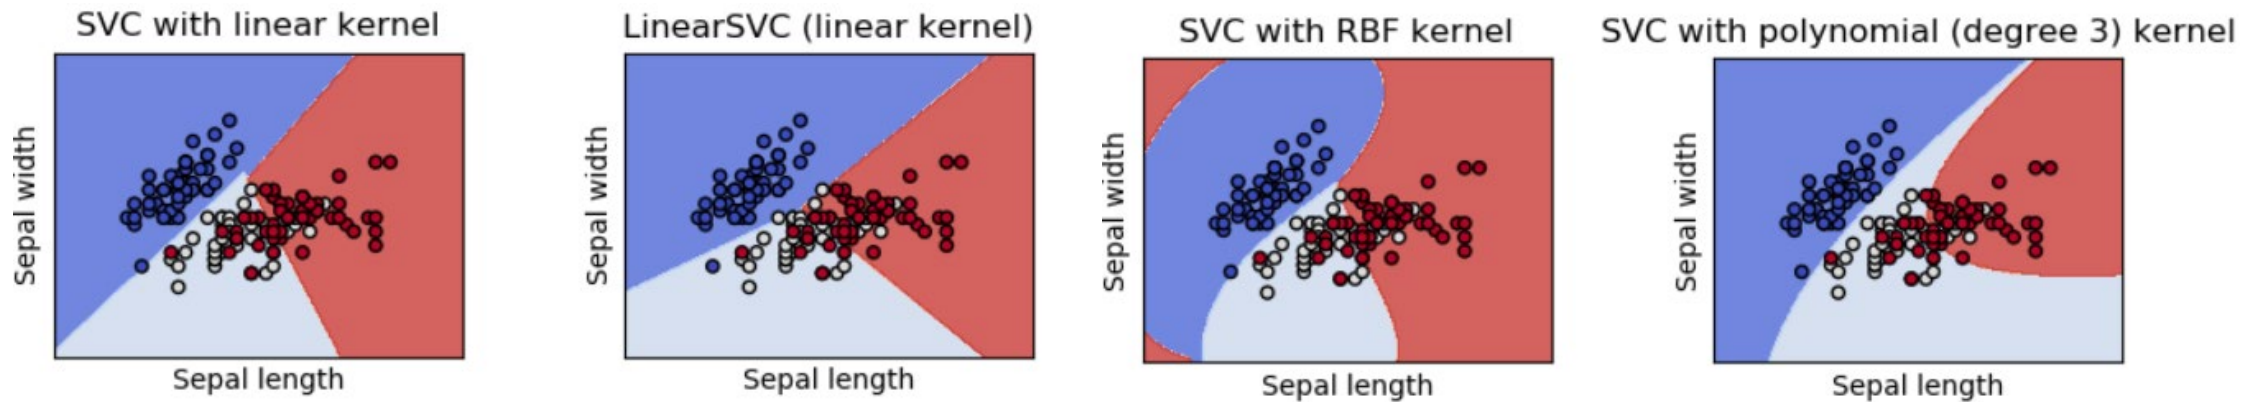 SVC with linear kernel
LinearSVC (linear kernel)
SVC with RBF kernel
SVC with polynomial (degree 3) kernel
Sepal width
Sepal width
Sepal width
Sepal width
Sepal length
Sepal length
Sepal length
Sepal length